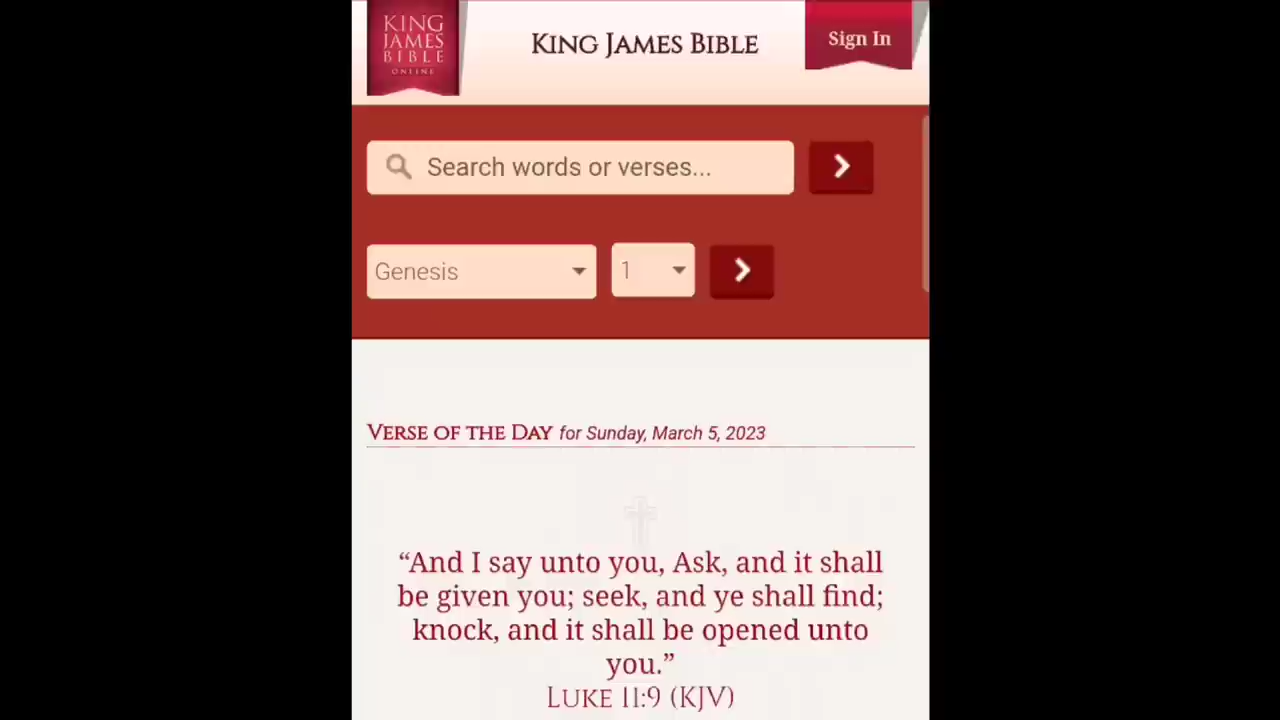 KING
JAMES
BIBLE
ONLINE
KING JAMES BIBLE
Sign In
Search words or verses...
Genesis
1
VERSE OF THE DAY for Sunday, March 5, 2023
“And I say unto you, Ask, and it shall
be given you; seek, and ye shall find;
knock, and it shall be opened unto
you.”
LUKE 11:9 (KJV)